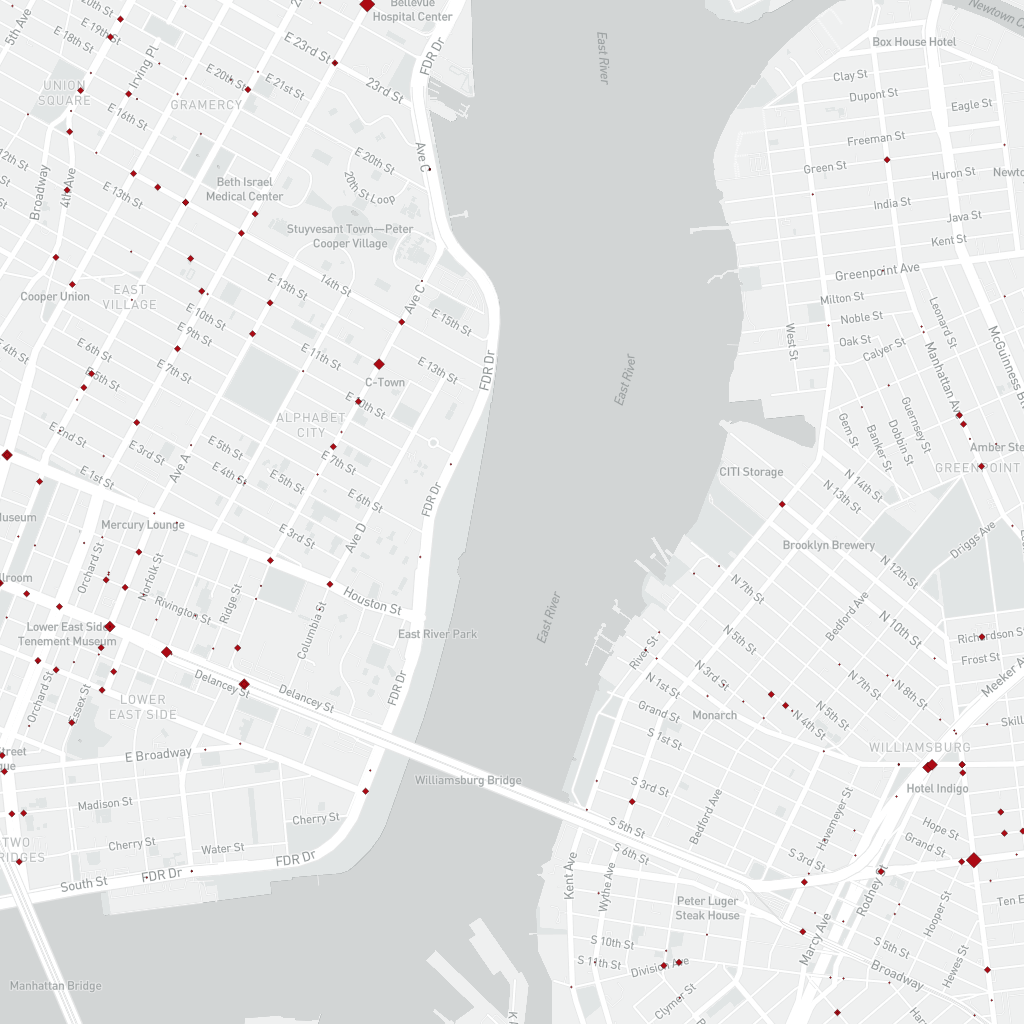 5th Ave
E 20th St
E 19th St
E 18th St
Irving Pl
Bellevue
Hospital Center
E 23rd St
23rd St
FDR Dr
East River
Newtown C
Box House Hotel
Clay St
Dupont St
Eagle St
Freeman St
Green St
Huron St
Newto
India St
Java St
Kent St
Greenpoint Ave
Milton St
Noble St
Oak St
Calyer St
West St
Leonard St
Manhattan Ave
McGuinness B
UNION
SQUARE
E 20th St
E 21st St
GRAMERCY
E 16th St
12th St
Broadway
4th Ave
E 13th St
Beth Israel
Medical Center
Ave C
E 20th St
20th St Loop
Stuyvesant Town—Peter
Cooper Village
14th St
Ave C
E 15th St
E 13th St
FDR Dr
Cooper Union
EAST
VILLAGE
E 13th St
E 10th St
E 9th St
E 11th St
E 13th St
C-Town
E 10th St
E 4th St
E 6th St
E 5th St
E 7th St
ALPHABET
CITY
E 2nd St
E 3rd St
E 1st St
Ave A
E 5th St
E 4th St
E 5th St
E 7th St
E 6th St
E 3rd St
Ave D
FDR Dr
East River
Gem St
Banker St
Dobbin St
Guernsey St
Amber Ste
GREENPOINT
CITI Storage
N 14th St
N 13th St
Brooklyn Brewery
N 12th St
Driggs Ave
Museum
Mercury Lounge
Orchard St
Norfolk St
Rivington St
Ridge St
Columbia St
Houston St
East River Park
llroom
Lower East Side
Tenement Museum
Orchard St
Essex St
LOWER
EAST SIDE
Delancey St
Delancey St
FDR Dr
East River
River St
N 7th St
N 5th St
Bedford Ave
N 10th St
Richardson St
Frost St
Meeker A
N 3rd St
N 1st St
Grand St
Monarch
S 1st St
N 7th St
N 8th St
N 5th St
N 4th St
Skill
WILLIAMSBURG
Hotel Indigo
treet
gue
E Broadway
Madison St
Cherry St
Cherry St
Water St
TWO
BRIDGES
South St
FDR Dr
FDR Dr
Williamsburg Bridge
S 3rd St
Bedford Ave
S 5th St
S 6th St
Kent Ave
Wythe Ave
Havemeyer St
S 3rd St
Hope St
Grand St
Rodney St
Peter Luger
Steak House
Ten E
Hooper St
Marcy Ave
S 5th St
S 10th St
S 11th St
Division Ave
Clymer St
Broadway
Hewes St
Har
Manhattan Bridge